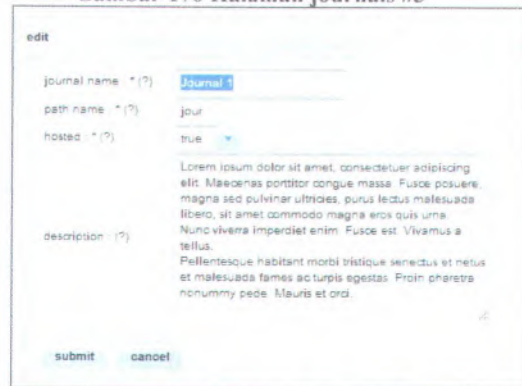 edit
journal name : * (?) Journal 1
path name : * (?) jour
hosted : * (?) true
Lorem ipsum dolor sit amet, consectetuer adipiscing
elit. Maecenas porttitor congue massa. Fusce posuere,
magna sed pulvinar ultricies, purus lectus malesuada
libero, sit amet commodo magna eros quis urna.
Nunc viverra imperdiet enim. Fusce est. Vivamus a
tellus.
description : (?)
Pellentesque habitant morbi tristique senectus et netus
et malesuada fames ac turpis egestas. Proin pharetra
nonummy pede. Mauris et orci.
submit cancel